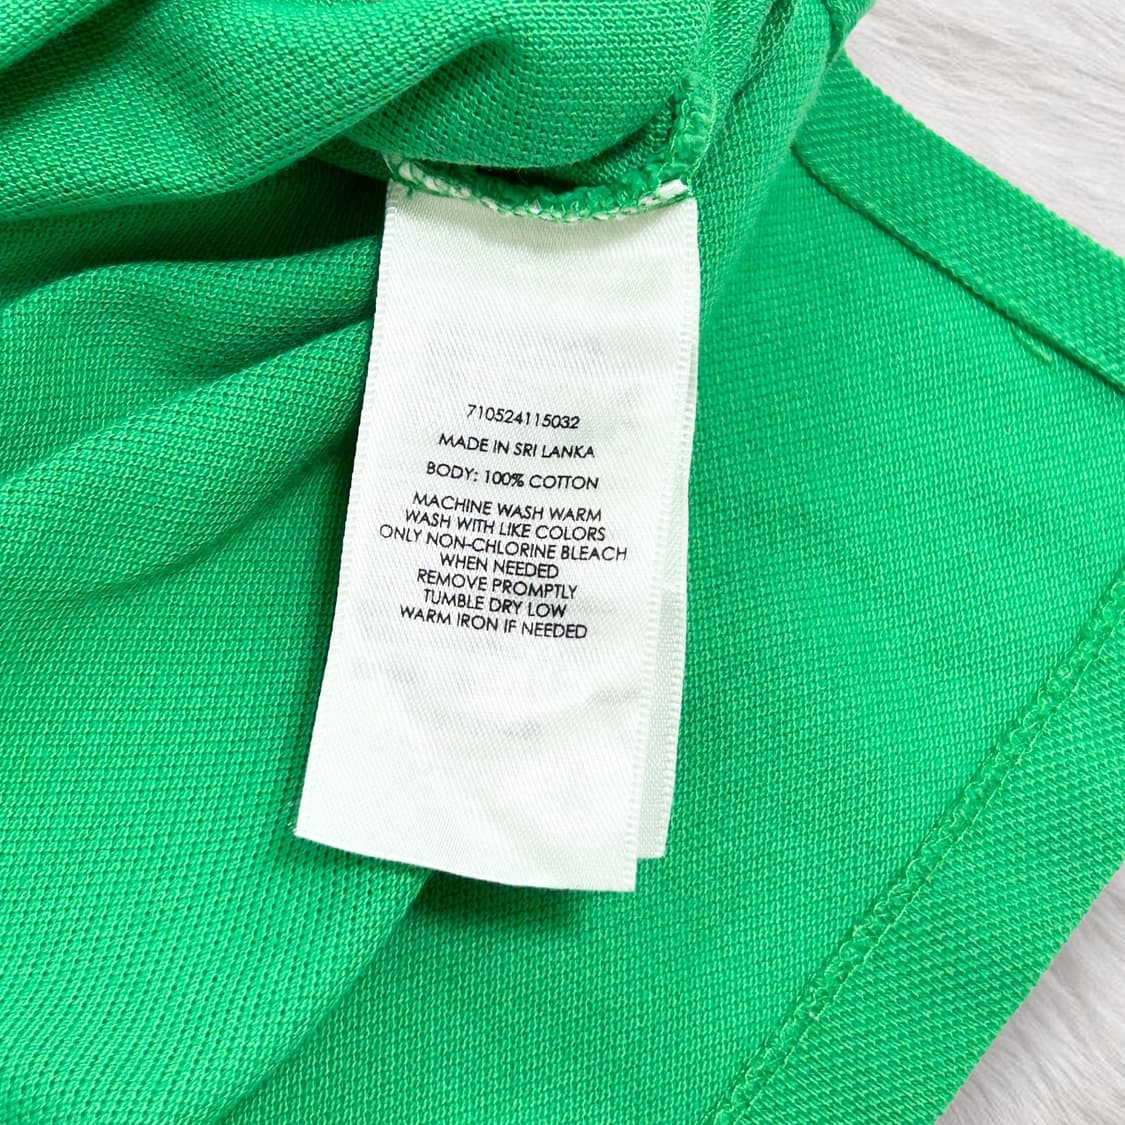 710524115032
MADE IN SRI LANKA
BODY: 100% COTTON
MACHINE WASH WARM
WASH WITH LIKE COLORS
ONLY NON-CHLORINE BLEACH
WHEN NEEDED
REMOVE PROMPTLY
TUMBLE DRY LOW
WARM IRON IF NEEDED